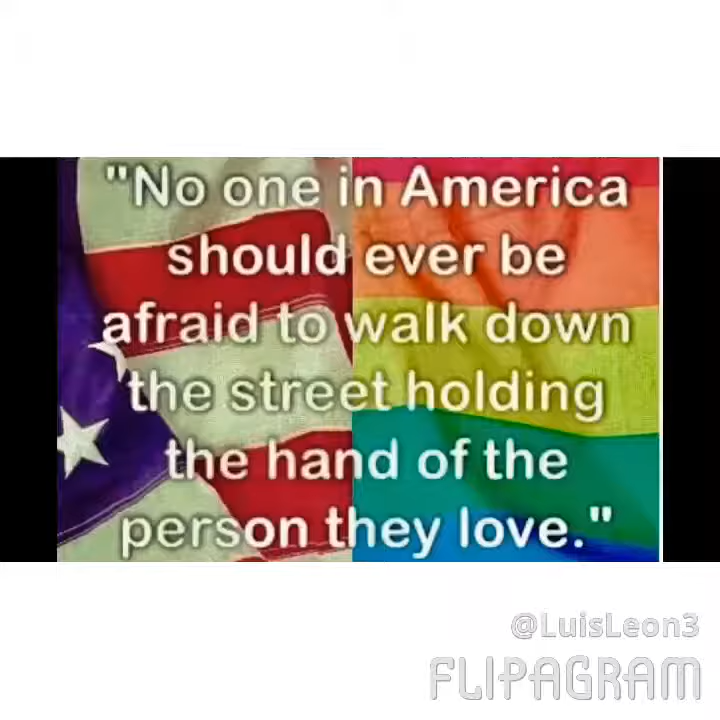 "No one in America
should ever be
afraid to walk down
the street holding
the hand of the
person they love."
@LuisLeon3
FLIPAGRAM